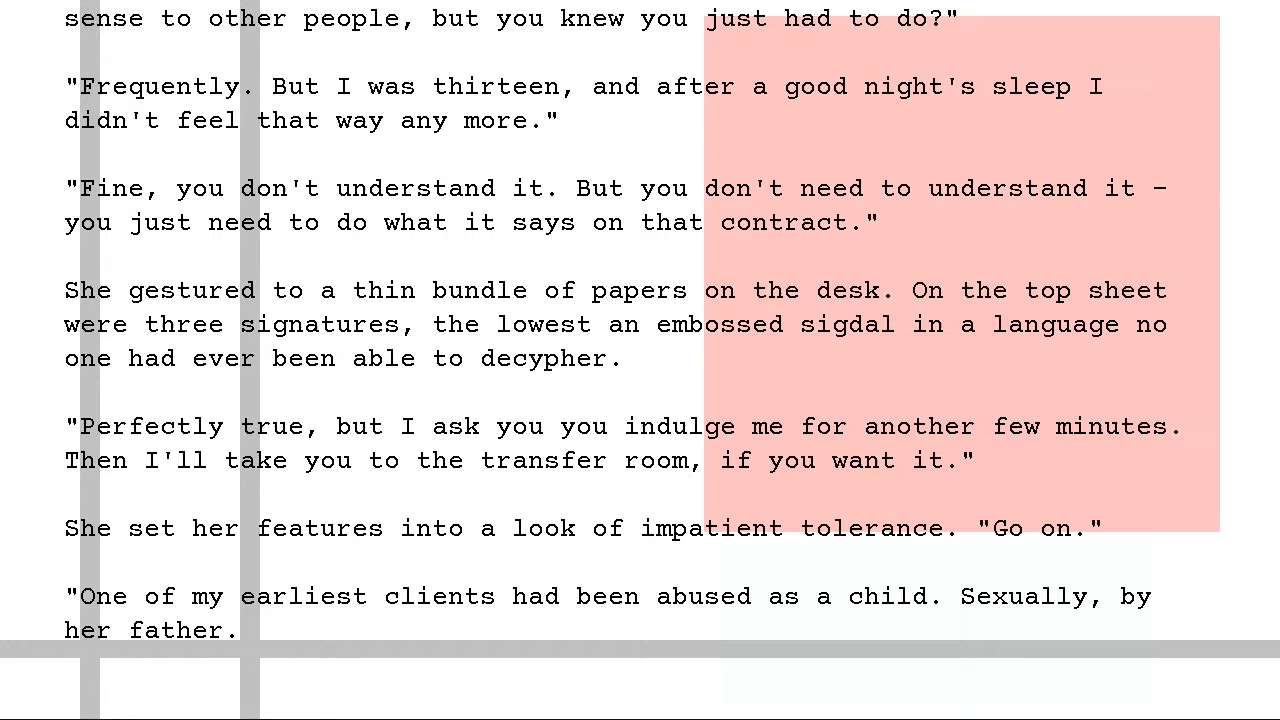 sense to other people, but you knew you just had to do?"
"Frequently. But I was thirteen, and after a good night's sleep I
didn't feel that way any more."
"Fine, you don't understand it. But you don't need to understand it –
you just need to do what it says on that contract."
She gestured to a thin bundle of papers on the desk. On the top sheet
were three signatures, the lowest an embossed sigdal in a language no
one had ever been able to decypher.
"Perfectly true, but I ask you you indulge me for another few minutes.
Then I'll take you to the transfer room, if you want it."
She set her features into a look of impatient tolerance. "Go on."
"One of my earliest clients had been abused as a child. Sexually, by
her father.